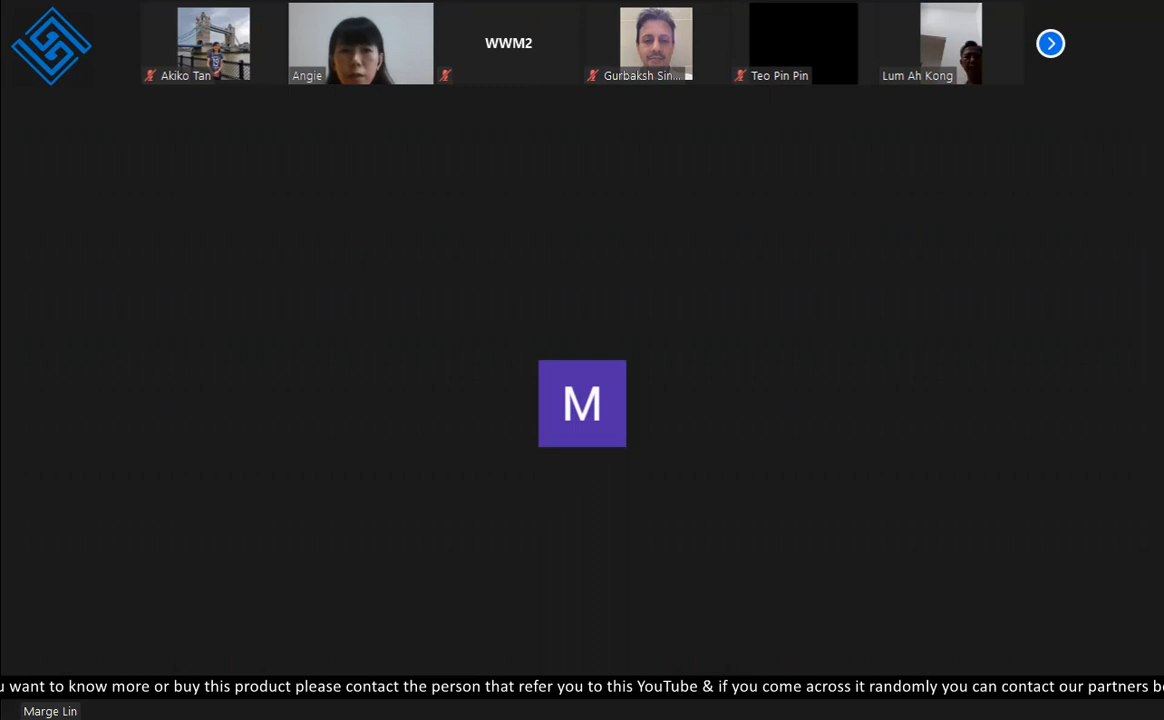 WWM2
Akiko Tan
Angie
Gurbaksh Sin...
Teo Pin Pin
Lum Ah Kong
M
want to know more or buy this product please contact the person that refer you to this YouTube & if you come across it randomly you can contact our partners
Marge Lin